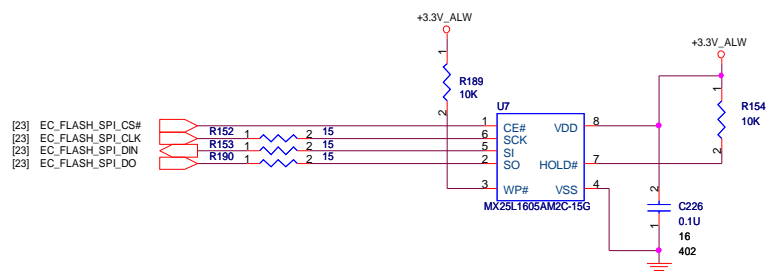 +3.3V_ALW
+3.3V_ALW
1
R189
10K
2
U7
1
R154
10K
2
[23] EC_FLASH_SPI_CS# 1 CE# VDD 8
[23] EC_FLASH_SPI_CLK R152 1 2 15 6 SCK
[23] EC_FLASH_SPI_DIN R153 1 2 15 5 SI
[23] EC_FLASH_SPI_DO R190 1 2 15 2 SO HOLD# 7
3 WP# VSS 4
MX25L1605AM2C-15G
2
C226
0.1U
1
16
402